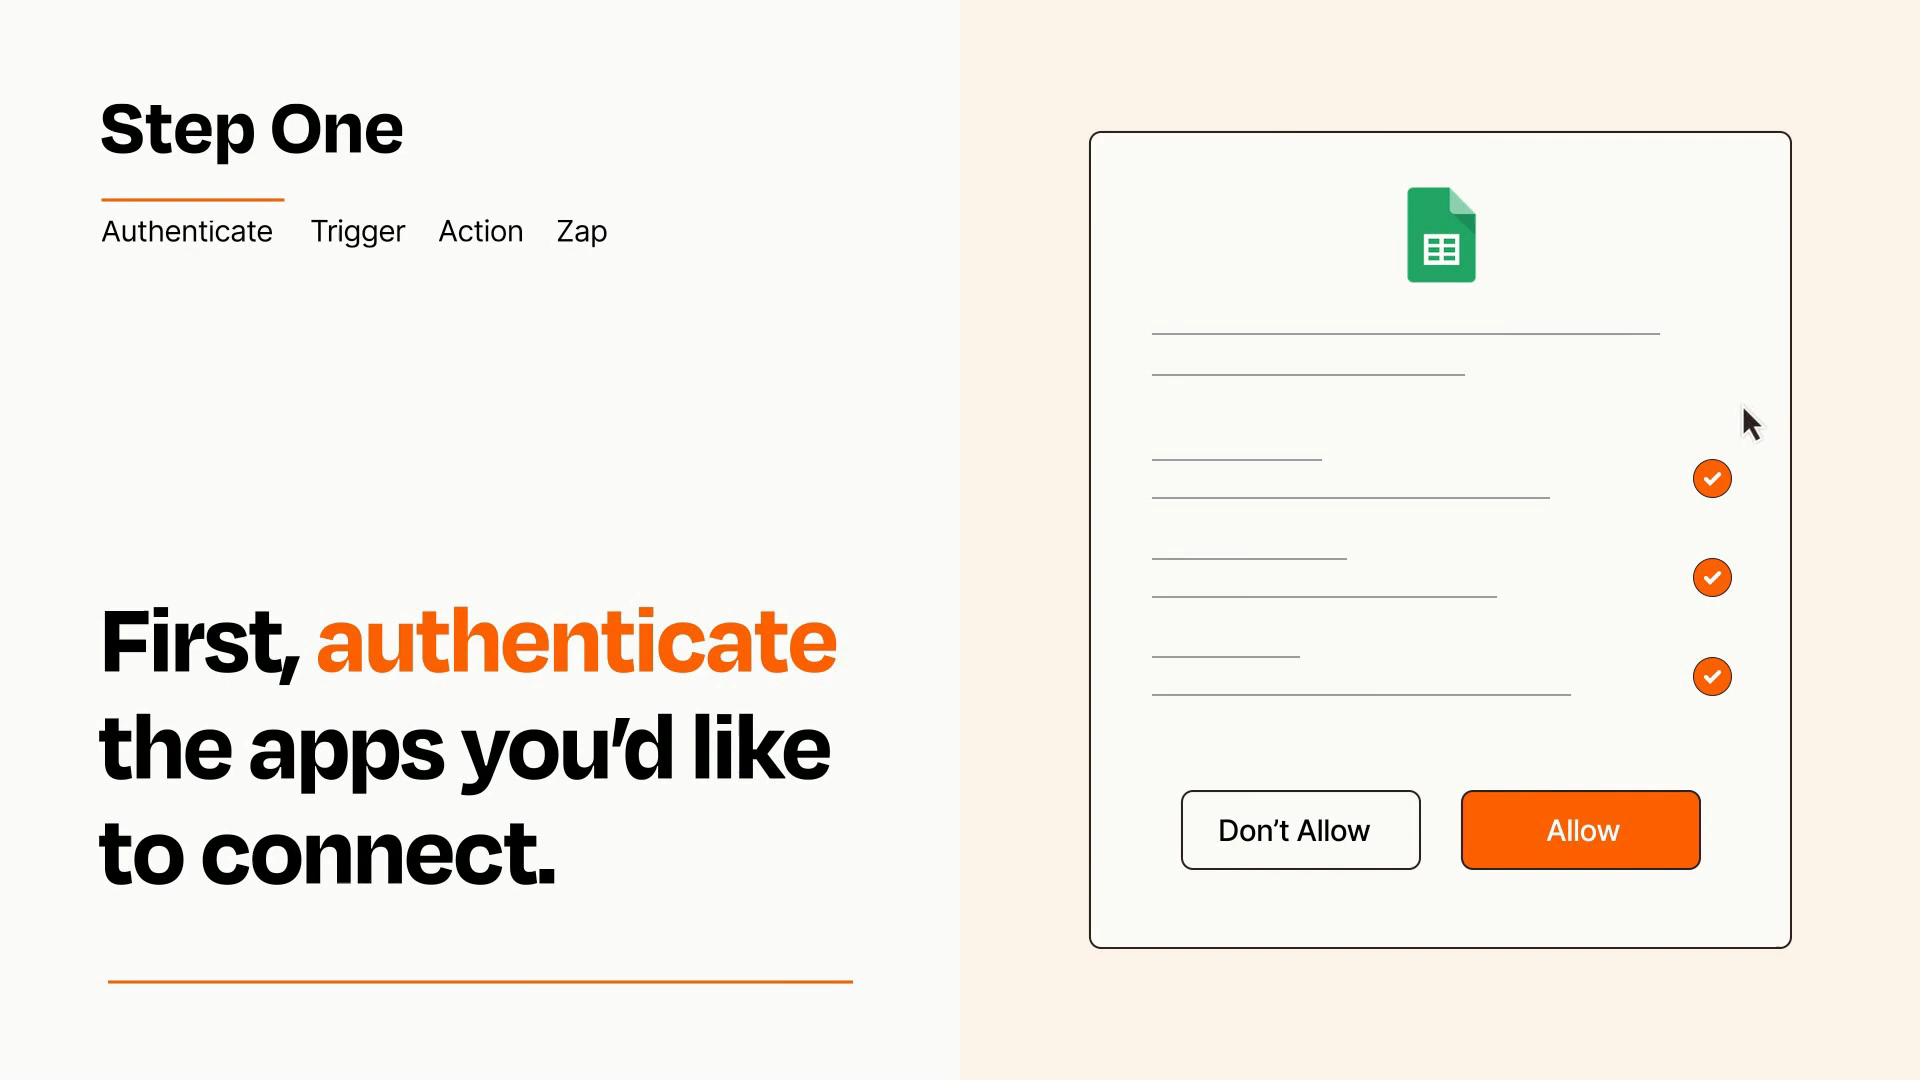 Step One
Authenticate Trigger Action Zap
First, authenticate
the apps you’d like
to connect.
Don’t Allow
Allow